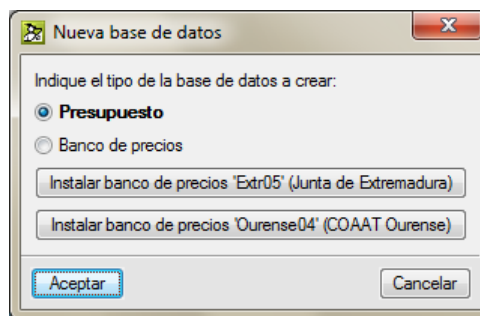 Nueva base de datos
Indique el tipo de la base de datos a crear:
Presupuesto
Banco de precios
Instalar banco de precios 'Extr05' (Junta de Extremadura)
Instalar banco de precios 'Ourense04' (COAAT Ourense)
Aceptar
Cancelar